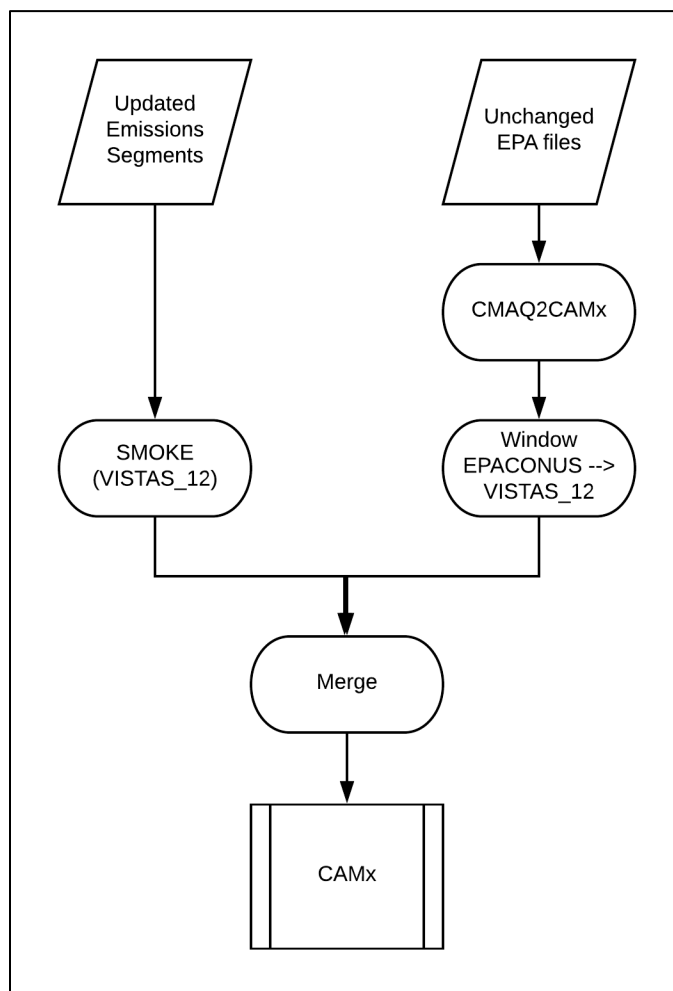 Updated
Emissions
Segments
Unchanged
EPA files
CMAQ2CAMx
SMOKE
(VISTAS_12)
Window
EPACONUS -->
VISTAS_12
Merge
CAMx